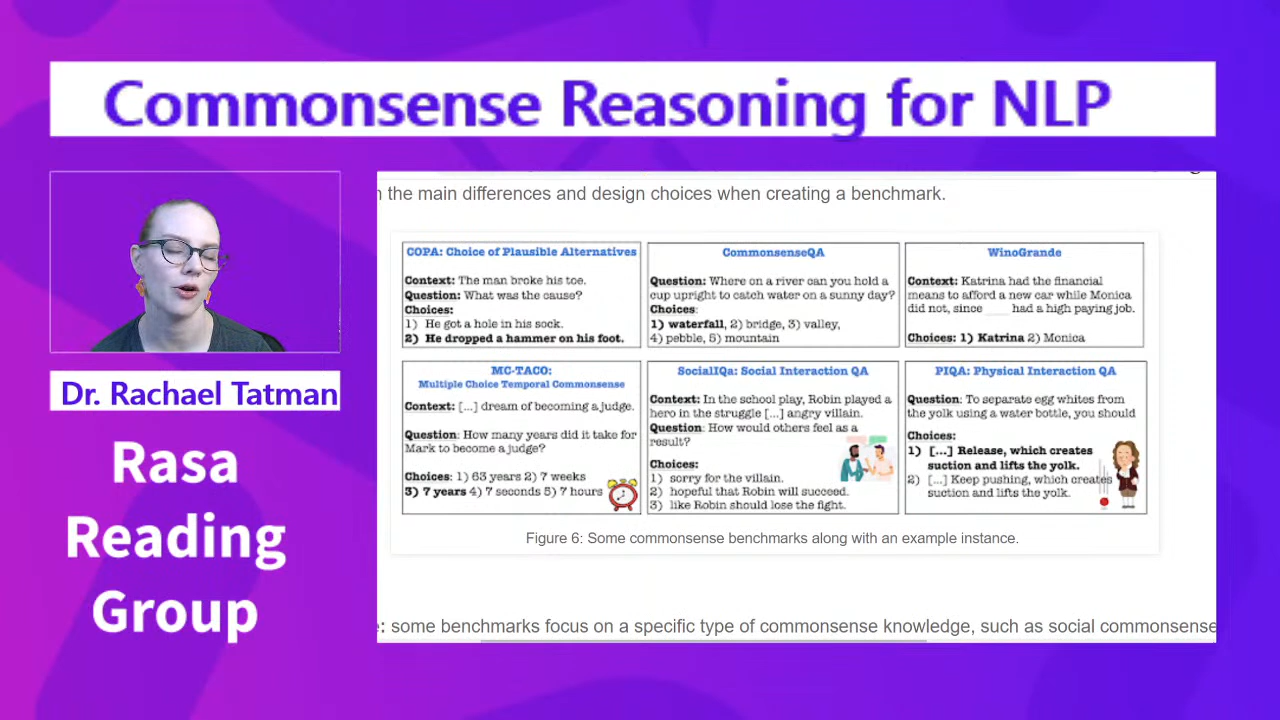 Commonsense Reasoning for NLP
Dr. Rachael Tatman
Rasa
Reading
Group
the main differences and design choices when creating a benchmark.
COPA: Choice of Plausible Alternatives
Context: The man broke his toe.
Question: What was the cause?
Choices:
1) He got a hole in his sock.
2) He dropped a hammer on his foot.
CommonsenseQA
Question: Where on a river can you hold a
cup upright to catch water on a sunny day?
Choices:
1) waterfall, 2) bridge, 3) valley,
4) pebble, 5) mountain
WinoGrande
Context: Katrina had the financial
means to afford a new car while Monica
did not, since ____ had a high paying job.
Choices: 1) Katrina 2) Monica
MC-TACO:
Multiple Choice Temporal Commonsense
Context: [...] dream of becoming a judge.
Question: How many years did it take for
Mark to become a judge?
Choices: 1) 63 years 2) 7 weeks
3) 7 years 4) 7 seconds 5) 7 hours
SocialIQa: Social Interaction QA
Context: In the school play, Robin played a
hero in the struggle [...] angry villain.
Question: How would others feel as a
result?
Choices:
1) sorry for the villain.
2) hopeful that Robin will succeed.
3) like Robin should lose the fight.
PIQA: Physical Interaction QA
Question: To separate egg whites from
the yolk using a water bottle, you should
Choices:
1) [...] Release, which creates
suction and lifts the yolk.
2) [...] Keep pushing, which creates
suction and lifts the yolk.
Figure 6: Some commonsense benchmarks along with an example instance.
: some benchmarks focus on a specific type of commonsense knowledge, such as social commonsense